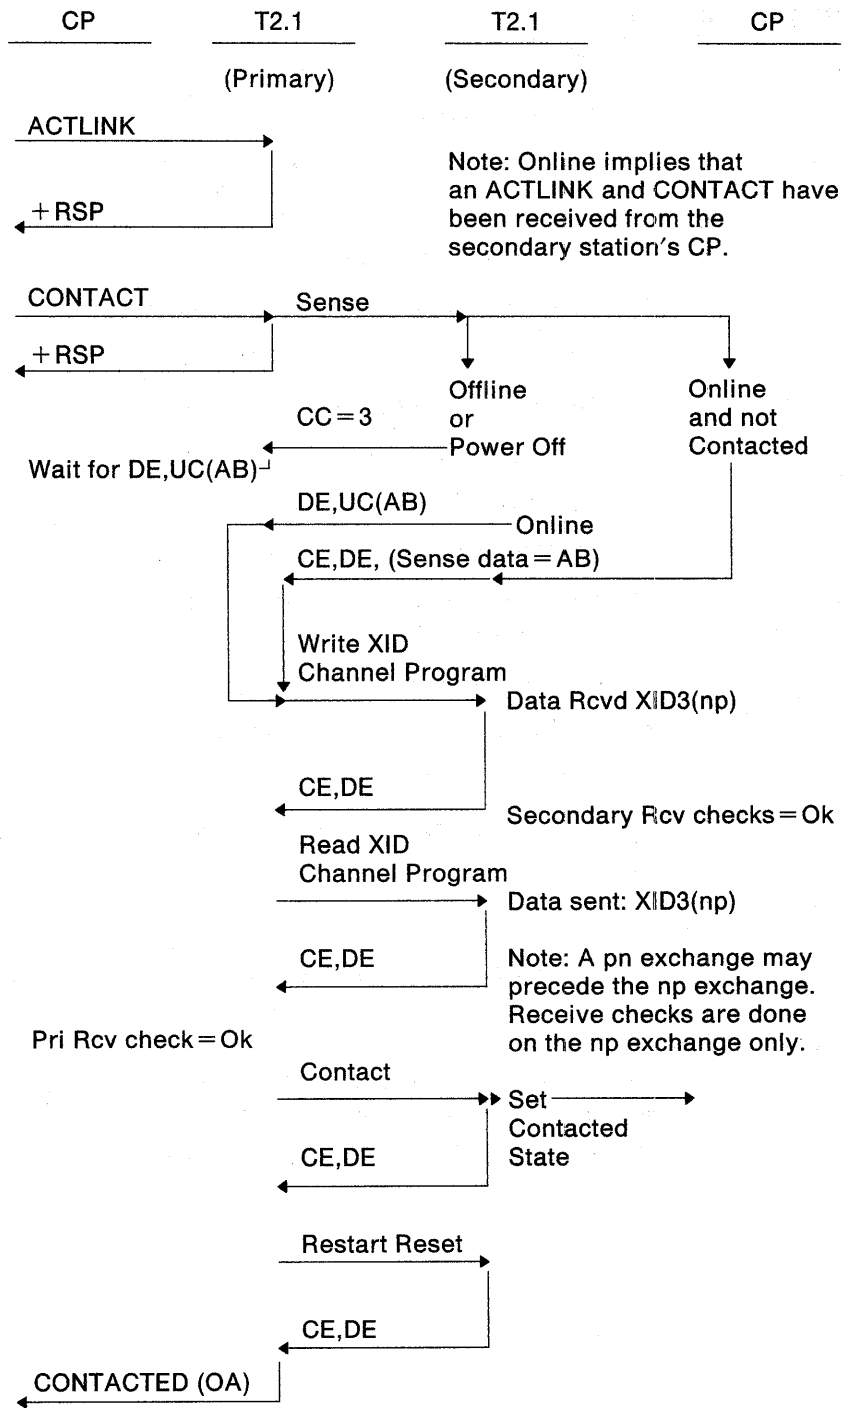 CP T2.1 T2.1 CP
(Primary) (Secondary)
ACTLINK
Note: Online implies that
an ACTLINK and CONTACT have
been received from the
secondary station's CP.
+RSP
CONTACT Sense
+RSP
Offline
or
Power Off
Online
and not
Contacted
CC=3
Wait for DE,UC(AB)
DE,UC(AB)
Online
CE,DE, (Sense data=AB)
Write XID
Channel Program
Data Rcvd XID3(np)
CE,DE
Secondary Rcv checks=Ok
Read XID
Channel Program
Data sent: XID3(np)
CE,DE
Note: A pn exchange may
precede the np exchange.
Receive checks are done
on the np exchange only.
Pri Rcv check=Ok
Contact
Set
Contacted
State
CE,DE
Restart Reset
CE,DE
CONTACTED (OA)